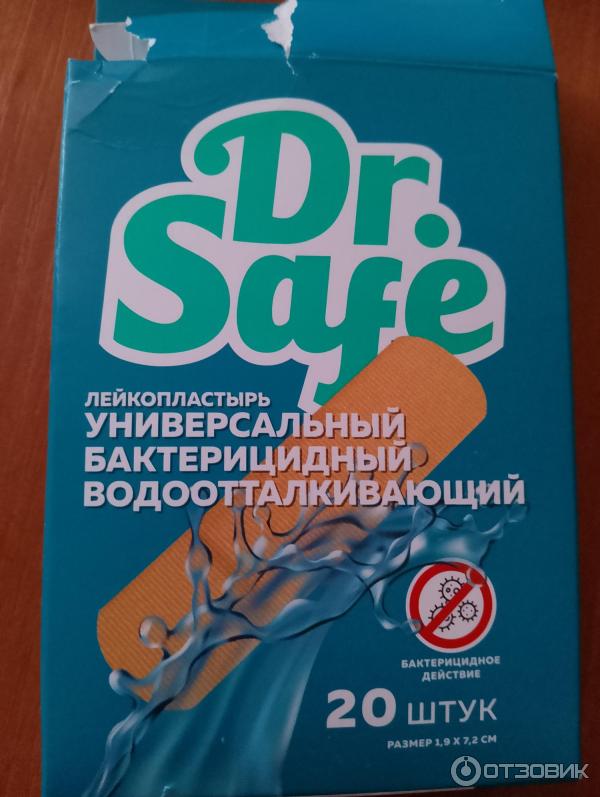 Dr.
Safe
ЛЕЙКОПЛАСТЫРЬ
УНИВЕРСАЛЬНЫЙ
БАКТЕРИЦИДНЫЙ
ВОДООТТАЛКИВАЮЩИЙ
БАКТЕРИЦИДНОЕ
ДЕЙСТВИЕ
20 ШТУК
РАЗМЕР 1,9 X 7,2 СМ
ОТЗОВИК